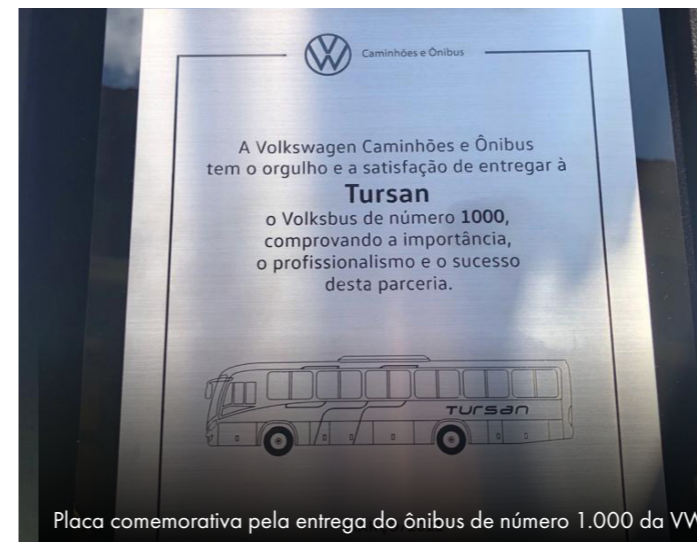 Caminhões e Ônibus
A Volkswagen Caminhões e Ônibus
tem o orgulho e a satisfação de entregar à
Tursan
o Volksbus de número 1000,
comprovando a importância,
o profissionalismo e o sucesso
desta parceria.
Tursan
Placa comemorativa pela entrega do ônibus de número 1.000 da VW